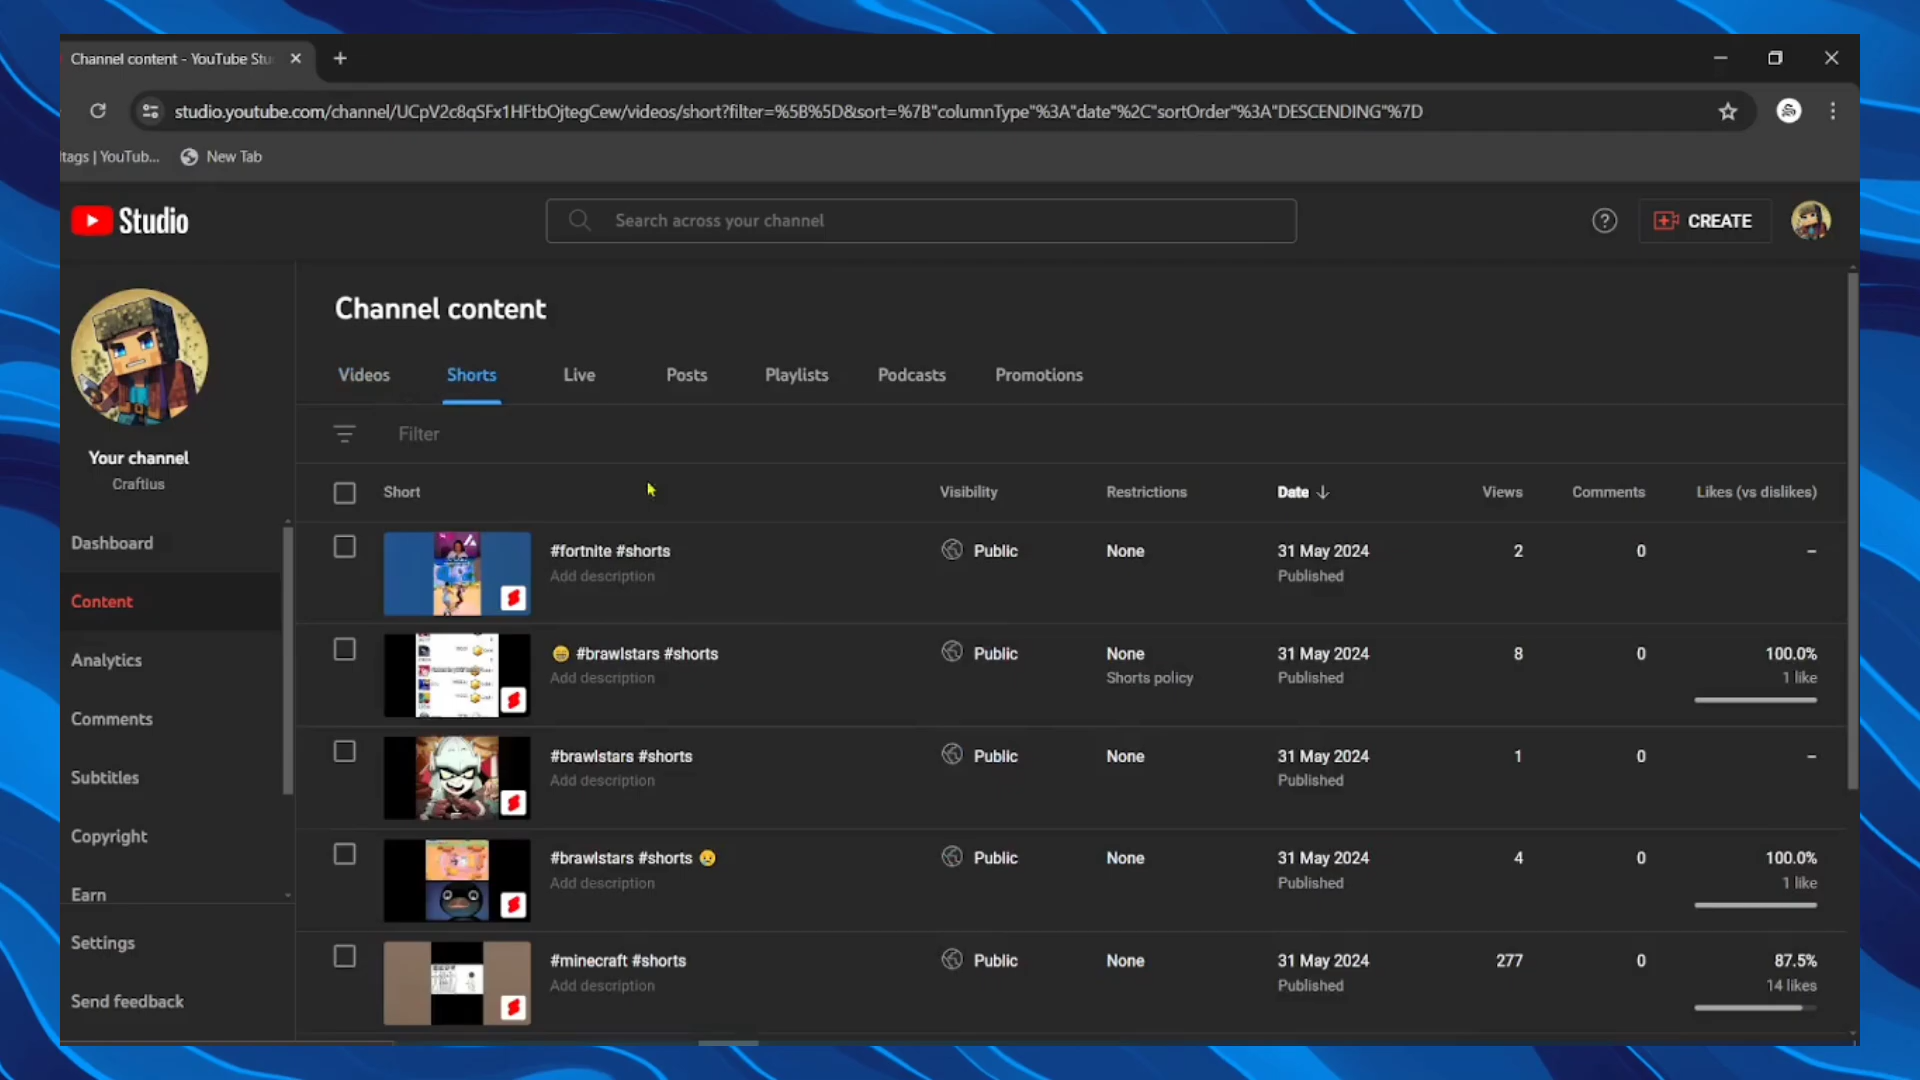 Channel content - YouTube Stu
studio.youtube.com/channel/UCpV2c8qSFx1HFtbOjtegCew/videos/short?filter=%5B%5D&sort=%7B"columnType"%3A"date"%2C"sortOrder"%3A"DESCENDING"%7D
ltags | YouTub...
New Tab
Studio
Search across your channel
CREATE
Channel content
Videos
Shorts
Live
Posts
Playlists
Podcasts
Promotions
Filter
Your channel
Craftius
Dashboard
Content
Analytics
Comments
Subtitles
Copyright
Earn
Settings
Send feedback
Short
Visibility
Restrictions
Date
Views
Comments
Likes (vs dislikes)
#fortnite #shorts
Add description
Public
None
31 May 2024
Published
2
0
–
😄 #brawlstars #shorts
Add description
Public
None
Shorts policy
31 May 2024
Published
8
0
100.0%
1 like
#brawlstars #shorts
Add description
Public
None
31 May 2024
Published
1
0
–
#brawlstars #shorts 😢
Add description
Public
None
31 May 2024
Published
4
0
100.0%
1 like
#minecraft #shorts
Add description
Public
None
31 May 2024
Published
277
0
87.5%
14 likes